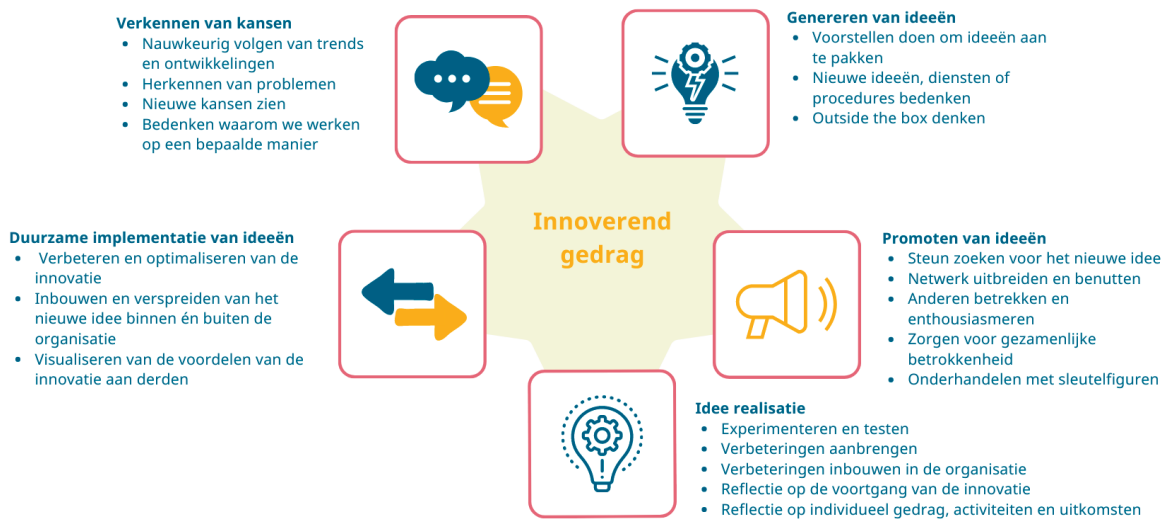 Verkennen van kansen
• Nauwkeurig volgen van trends
en ontwikkelingen
• Herkennen van problemen
• Nieuwe kansen zien
• Bedenken waarom we werken
op een bepaalde manier
Genereren van ideeën
• Voorstellen doen om ideeën aan
te pakken
• Nieuwe ideeën, diensten of
procedures bedenken
• Outside the box denken
Innoverend
gedrag
Duurzame implementatie van ideeën
• Verbeteren en optimaliseren van de
innovatie
• Inbouwen en verspreiden van het
nieuwe idee binnen én buiten de
organisatie
• Visualiseren van de voordelen van de
innovatie aan derden
Promoten van ideeën
• Steun zoeken voor het nieuwe idee
• Netwerk uitbreiden en benutten
• Anderen betrekken en
enthousiasmeren
• Zorgen voor gezamenlijke
betrokkenheid
• Onderhandelen met sleutelfiguren
Idee realisatie
• Experimenteren en testen
• Verbeteringen aanbrengen
• Verbeteringen inbouwen in de organisatie
• Reflectie op de voortgang van de innovatie
• Reflectie op individueel gedrag, activiteiten en uitkomsten